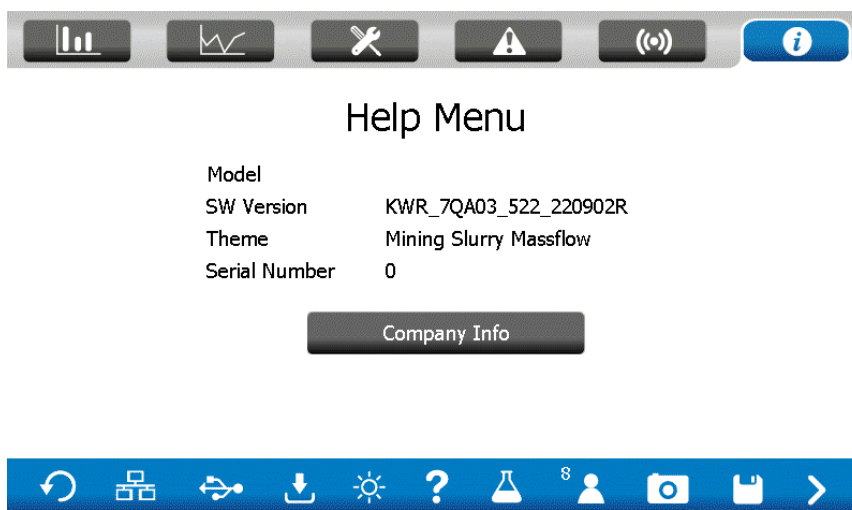 Help Menu
Model
SW Version KWR_7QA03_522_220902R
Theme Mining Slurry Massflow
Serial Number 0
Company Info
8